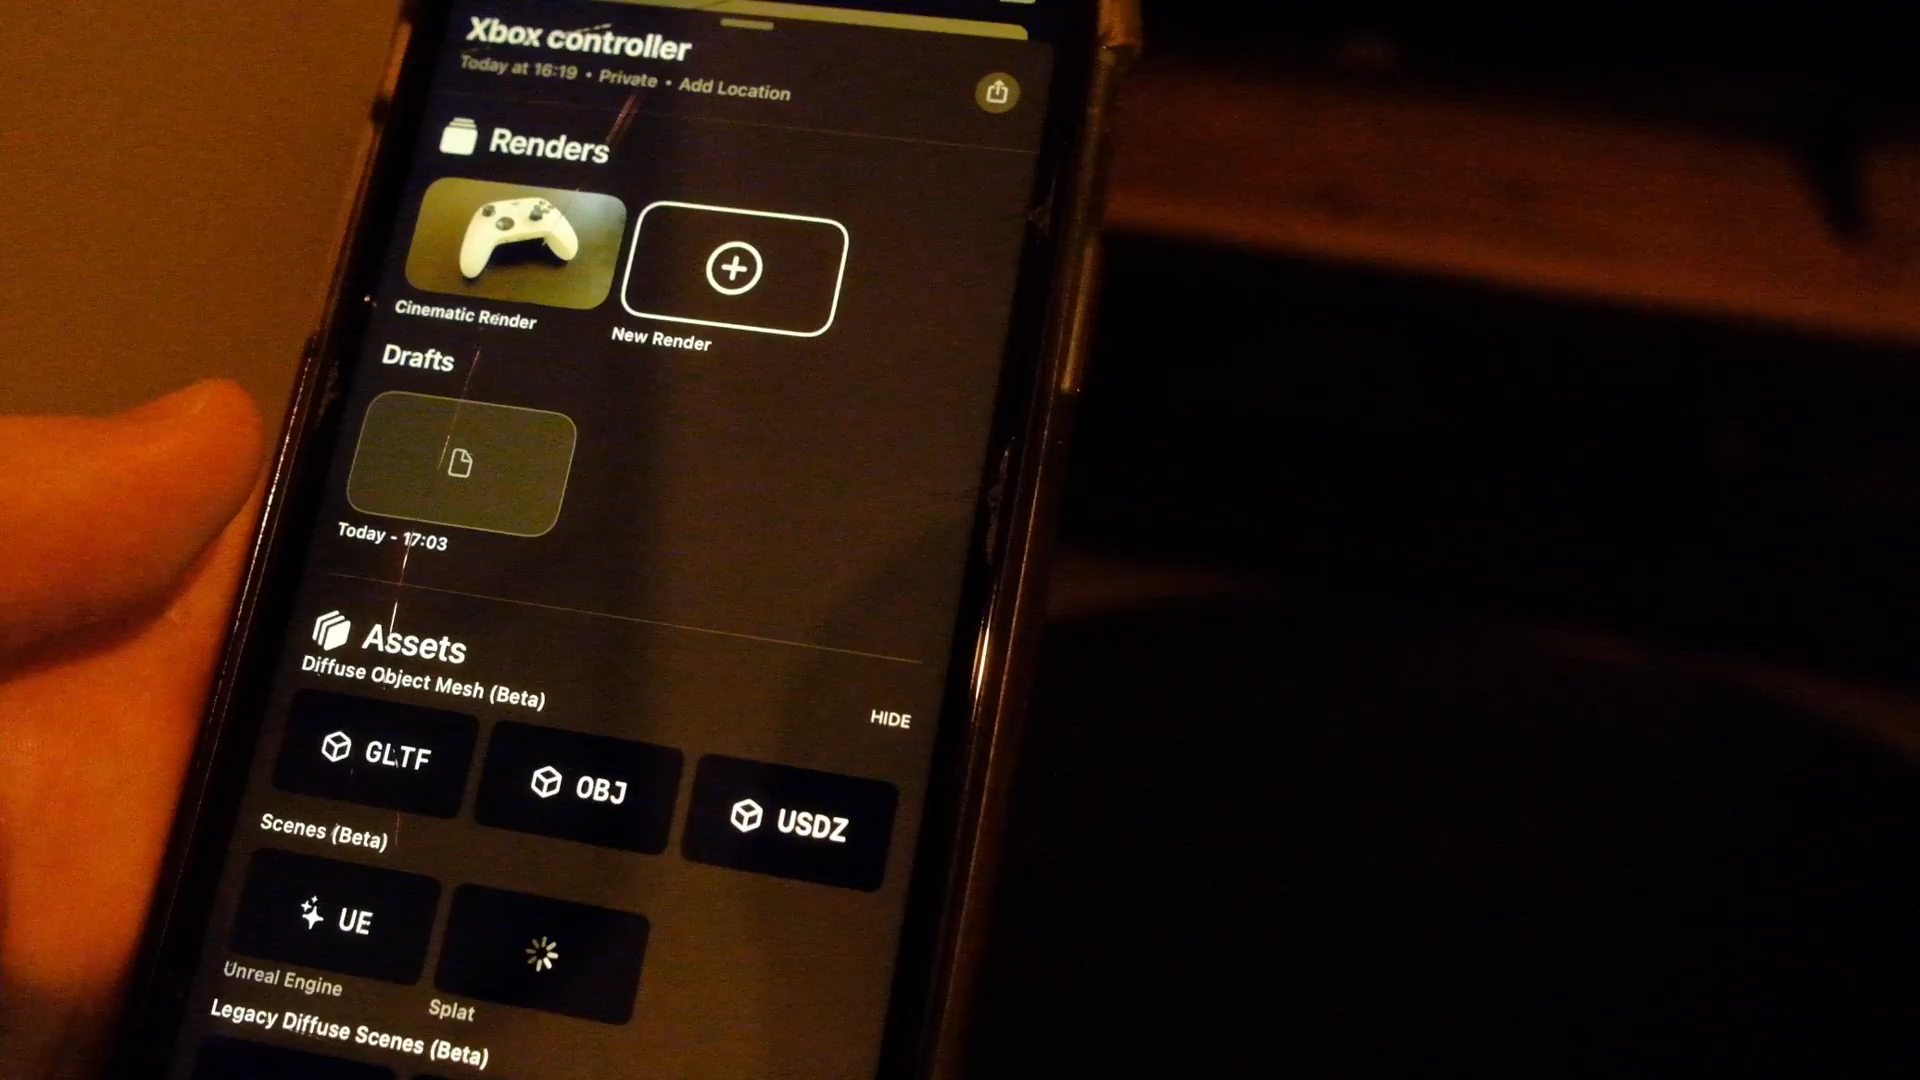 Xbox controller
Today at 16:19 • Private • Add Location
Renders
Cinematic Render
New Render
Drafts
Today - 17:03
Assets
Diffuse Object Mesh (Beta)
HIDE
GLTF
OBJ
USDZ
Scenes (Beta)
UE
Unreal Engine
Splat
Legacy Diffuse Scenes (Beta)